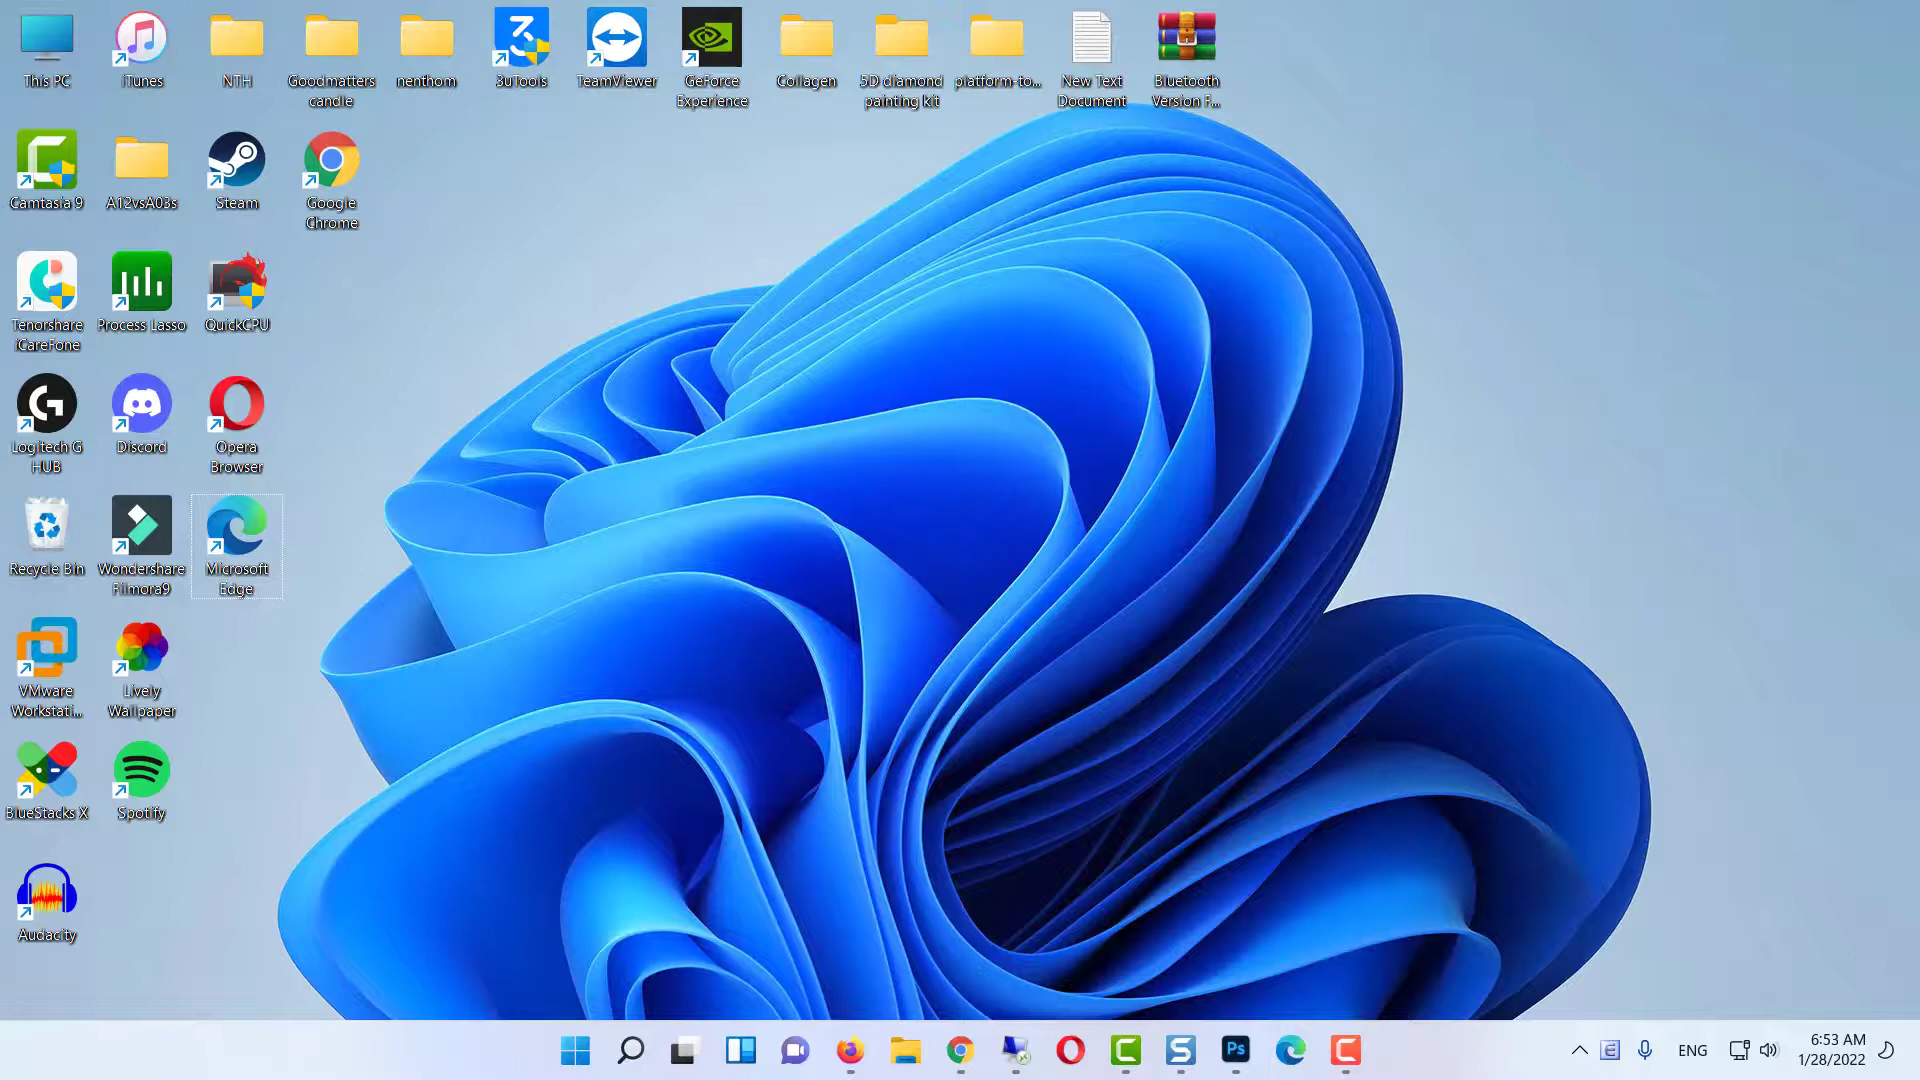 This PC
iTunes
NTH
Goodmatters
candle
nenthom
3uTools
TeamViewer
GeForce
Experience
Collagen
5D diamond
painting kit
platform-to...
New Text
Document
Bluetooth
Version F...
Camtasia 9
A12vsA03s
Steam
Google
Chrome
Tenorshare
iCareFone
Process Lasso
QuickCPU
Logitech G
HUB
Discord
Opera
Browser
Recycle Bin
Wondershare
Filmora9
Microsoft
Edge
VMware
Workstati...
Lively
Wallpaper
BlueStacks X
Spotify
Audacity
Ps
ENG
6:53 AM
1/28/2022